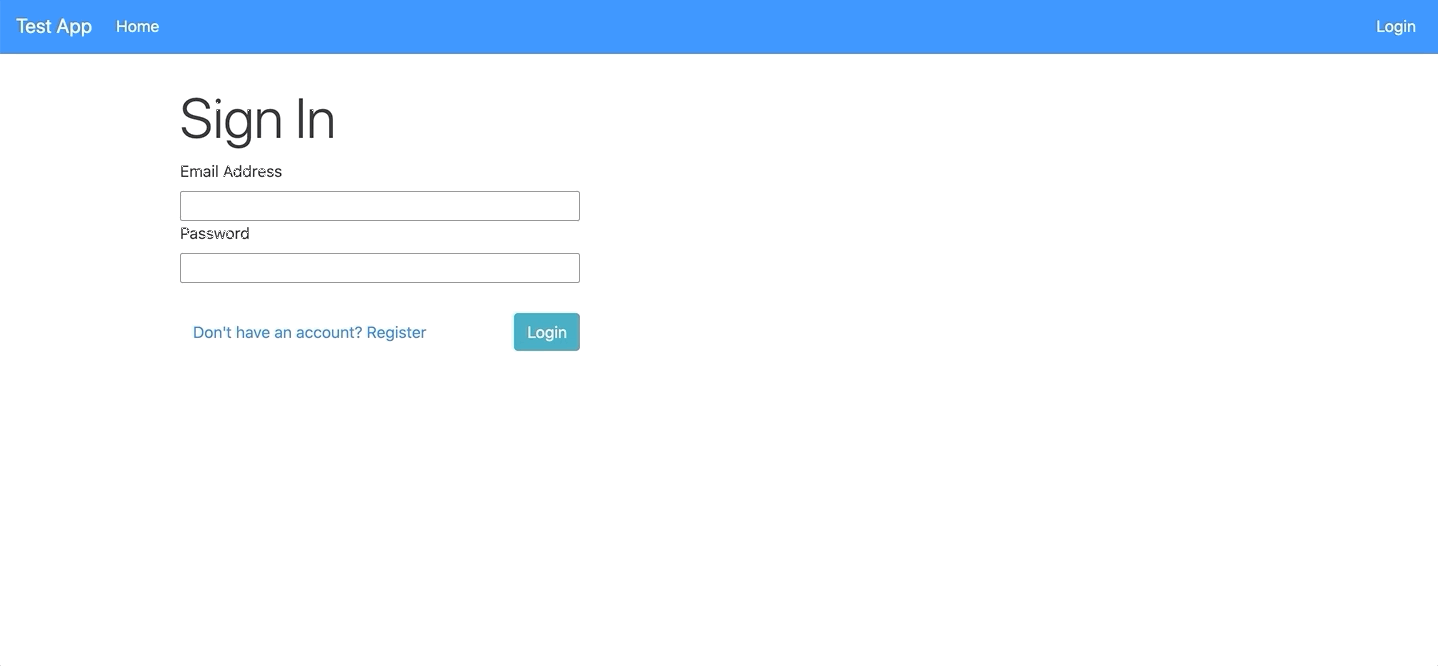 Test App Home Login
Sign In
Email Address
Password
Don't have an account? Register Login